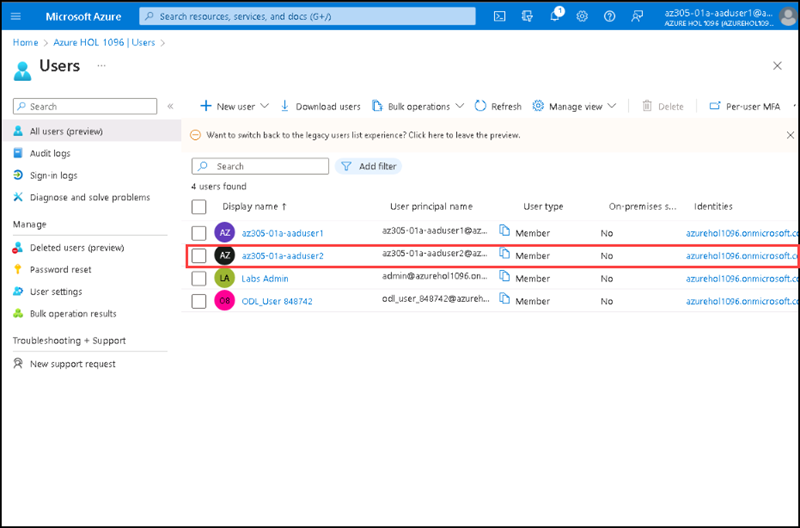 Microsoft Azure
Search resources, services, and docs (G+/)
1
az305-01a-aaduser1@a...
AZURE HOL 1096 (AZUREHOL109...
Home > Azure HOL 1096 | Users >
Users ...
Search «
All users (preview)
Audit logs
Sign-in logs
Diagnose and solve problems
Manage
Deleted users (preview)
Password reset
User settings
Bulk operation results
Troubleshooting + Support
New support request
New user Download users Bulk operations Refresh Manage view Delete Per-user MFA
Want to switch back to the legacy users list experience? Click here to leave the preview.
Search Add filter
4 users found
Display name ↑ User principal name User type On-premises s... Identities
AZ az305-01a-aaduser1 az305-01a-aaduser1@az... Member No azurehol1096.onmicrosoft.co
AZ az305-01a-aaduser2 az305-01a-aaduser2@az... Member No azurehol1096.onmicrosoft.co
LA Labs Admin admin@azurehol1096.on... Member No azurehol1096.onmicrosoft.co
OB ODL_User 848742 odl_user_848742@azureh... Member No azurehol1096.onmicrosoft.co